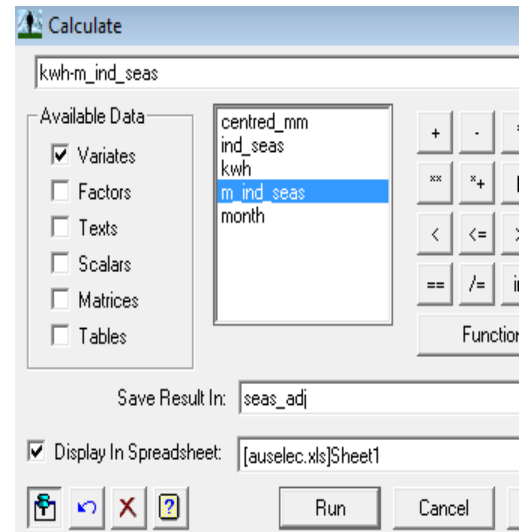 Calculate
kwh-m_ind_seas
Available Data
Variates
Factors
Texts
Scalars
Matrices
Tables
centred_mm
ind_seas
kwh
m_ind_seas
month
+ -
** *+
< <=
== /=
Function
Save Result In: seas_adj
Display In Spreadsheet: [auselec.xls]Sheet1
Run Cancel